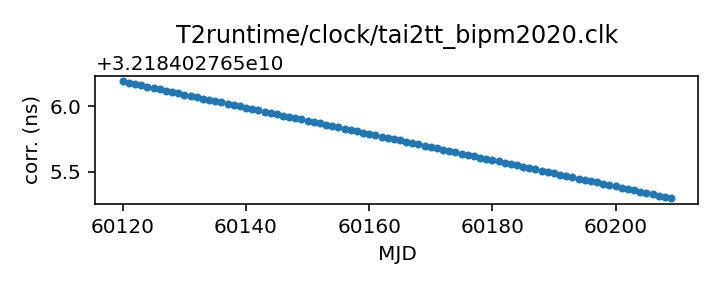 T2runtime/clock/tai2tt_bipm2020.clk
+3.218402765e10
6.0
corr. (ns)
5.5
60120 60140 60160 60180 60200
MJD